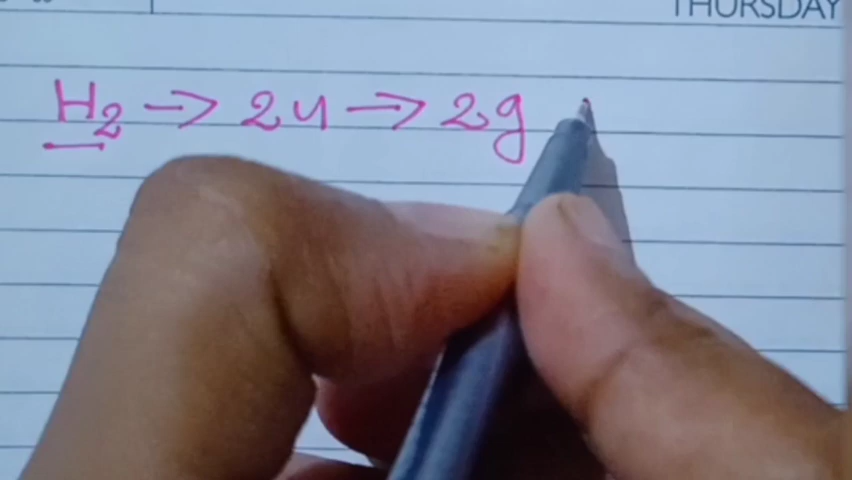 THURSDAY
H₂ → 2u → 2g